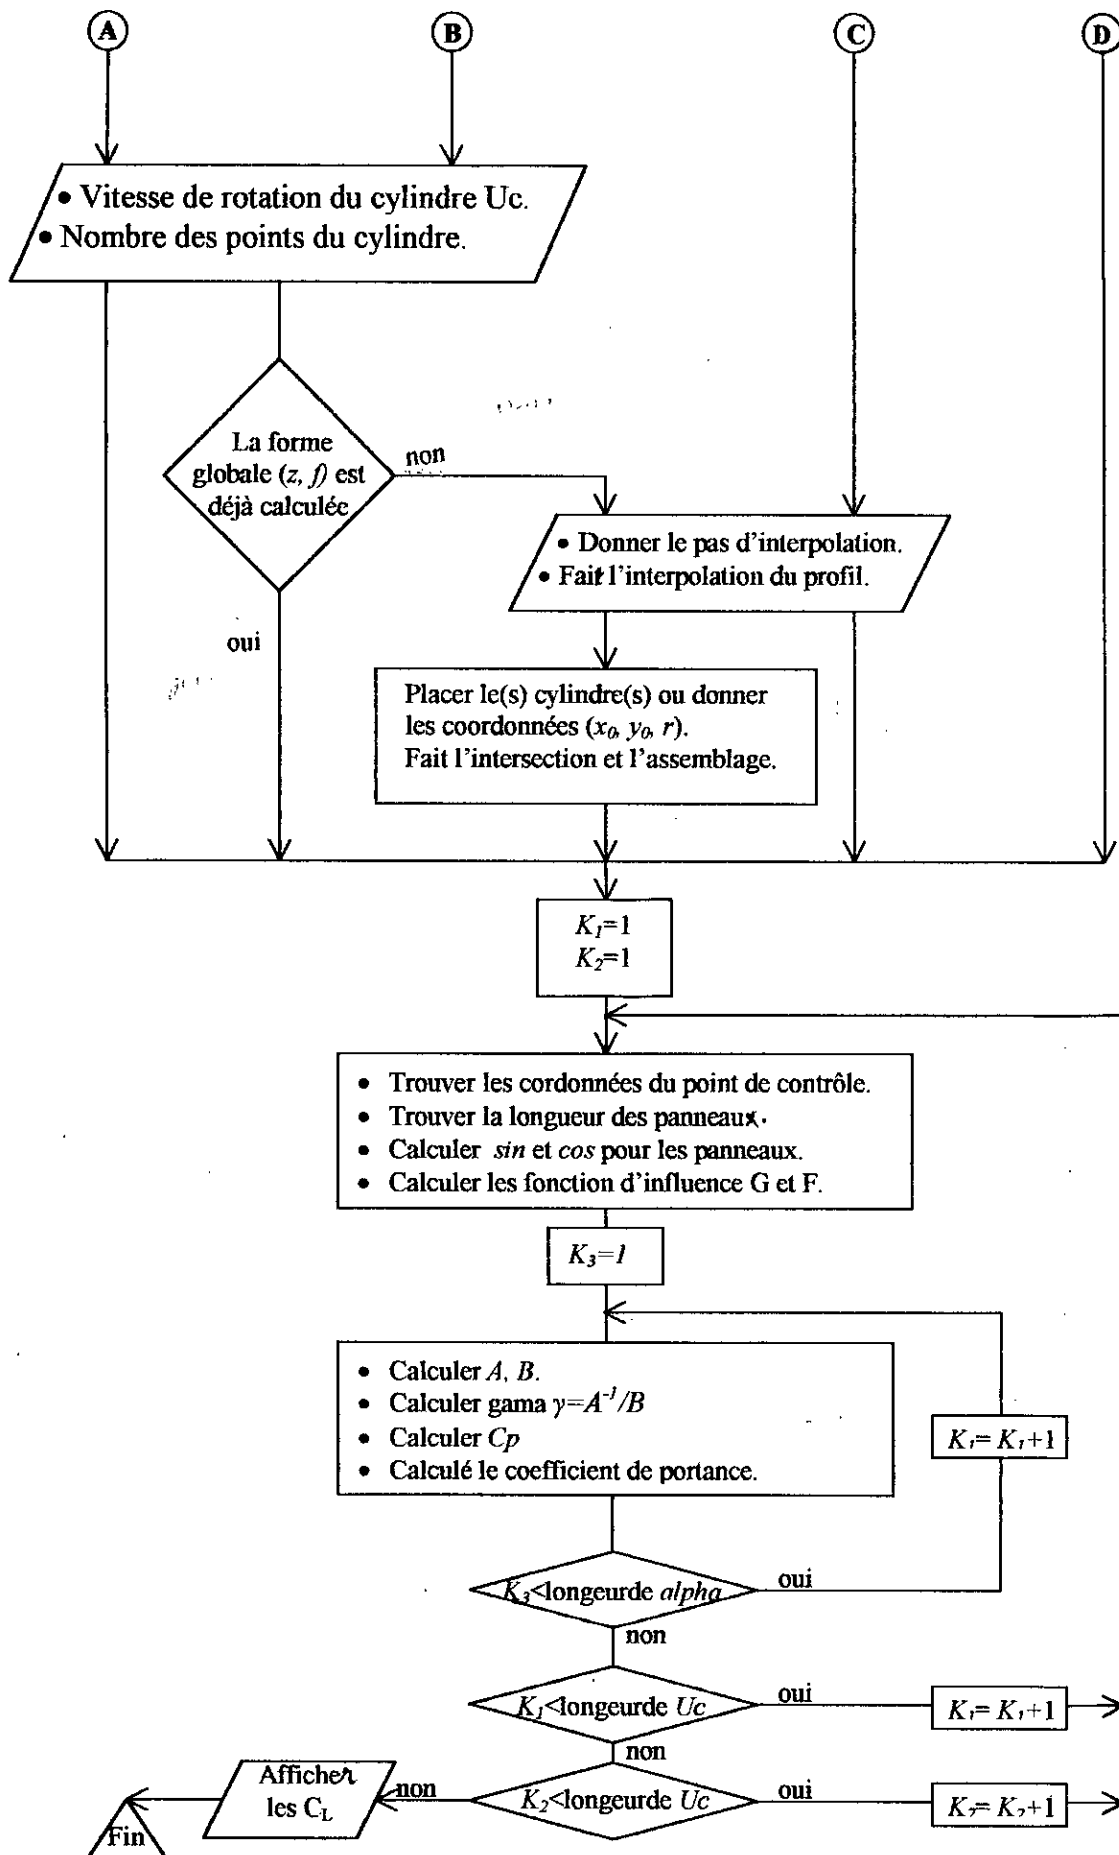 A
B
C
D
• Vitesse de rotation du cylindre Uc.
• Nombre des points du cylindre.
La forme
globale (z, f) est
déjà calculée
non
oui
• Donner le pas d'interpolation.
• Fait l'interpolation du profil.
Placer le(s) cylindre(s) ou donner
les coordonnées (x₀, y₀, r).
Fait l'intersection et l'assemblage.
K₁=1
K₂=1
• Trouver les cordonnées du point de contrôle.
• Trouver la longueur des panneaux.
• Calculer sin et cos pour les panneaux.
• Calculer les fonction d'influence G et F.
K₃=1
• Calculer A, B.
• Calculer gama γ=A⁻¹/B
• Calculer Cp
• Calculé le coefficient de portance.
K₁= K₁+1
K₃<longeurde alpha
oui
non
K₁<longeurde Uc
oui
K₁= K₁+1
non
K₂<longeurde Uc
oui
K₂= K₂+1
non
Afficher
les C_L
Fin